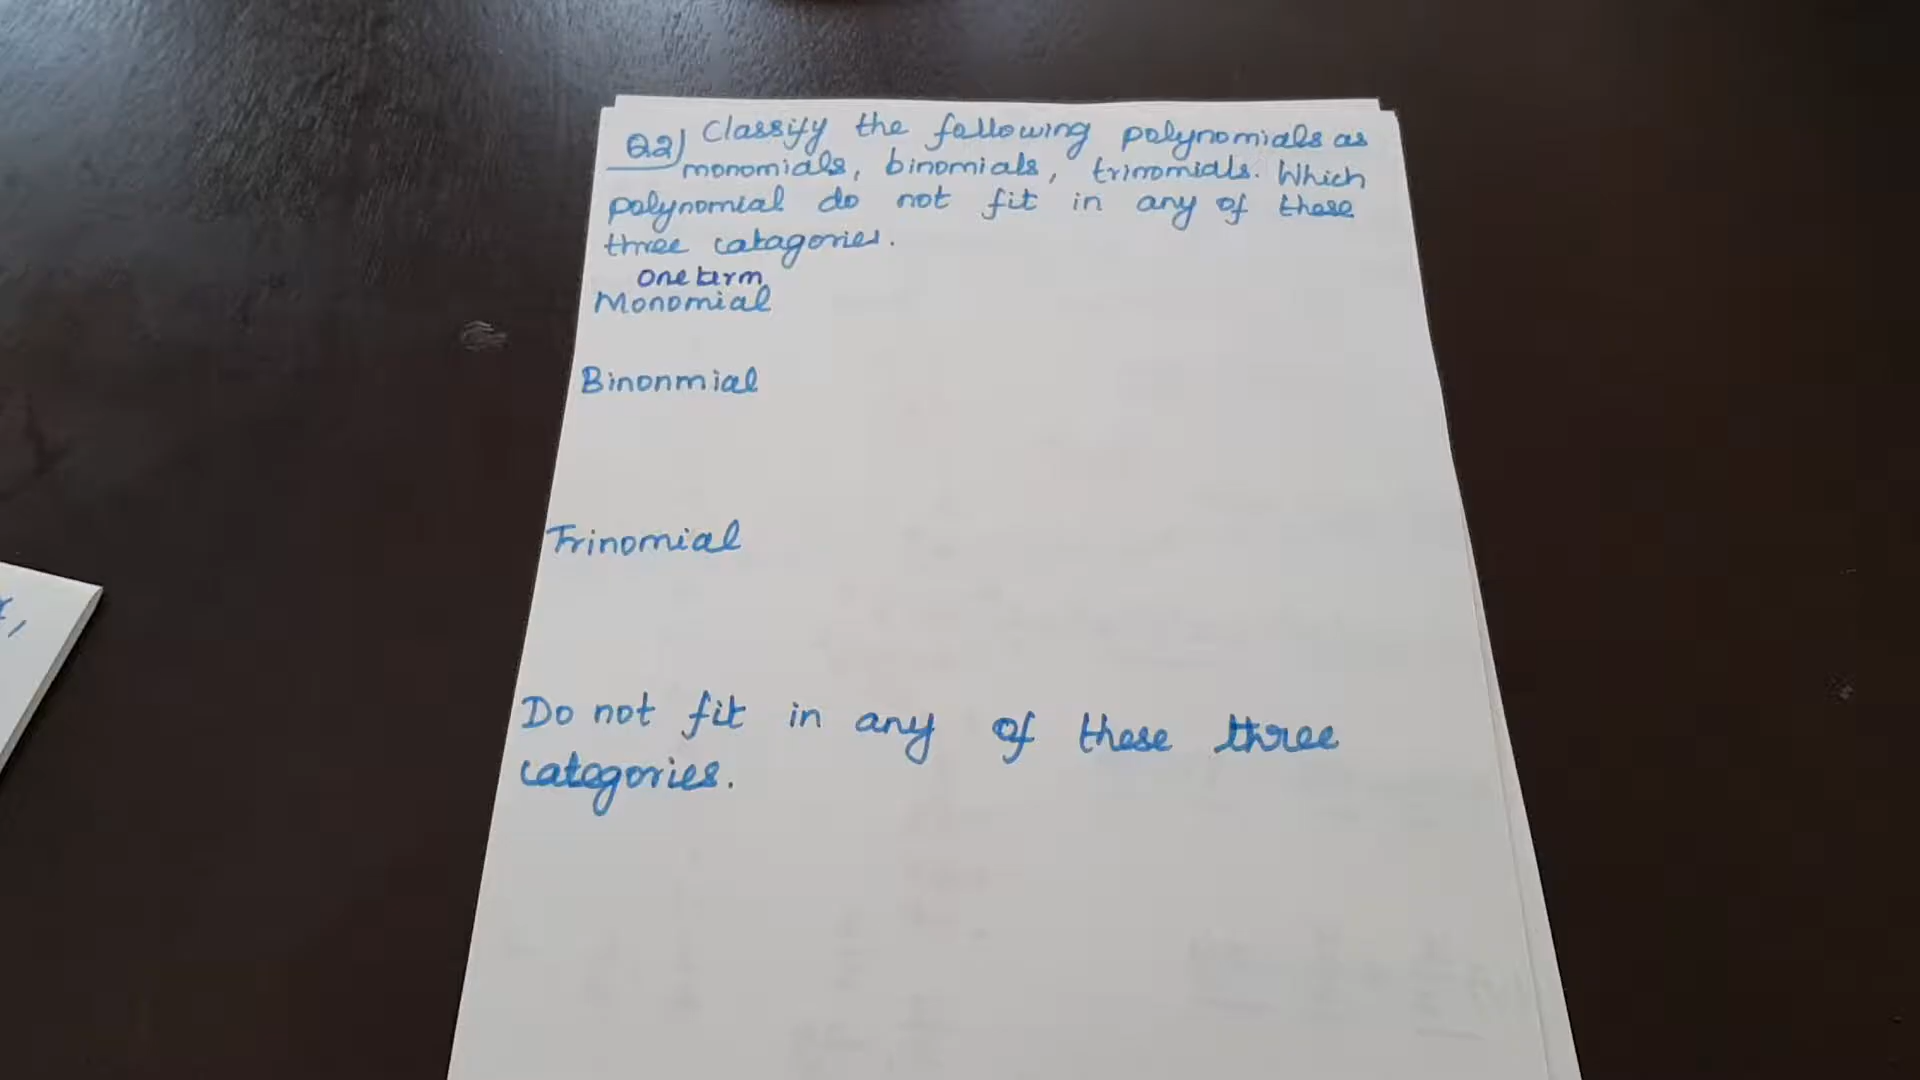 Q2) Classify the following polynomials as
monomials, binomials, trinomials. Which
polynomial do not fit in any of these
three catagories.
One term
Monomial
Binonmial
Trinomial
Do not fit in any of these three
categories.